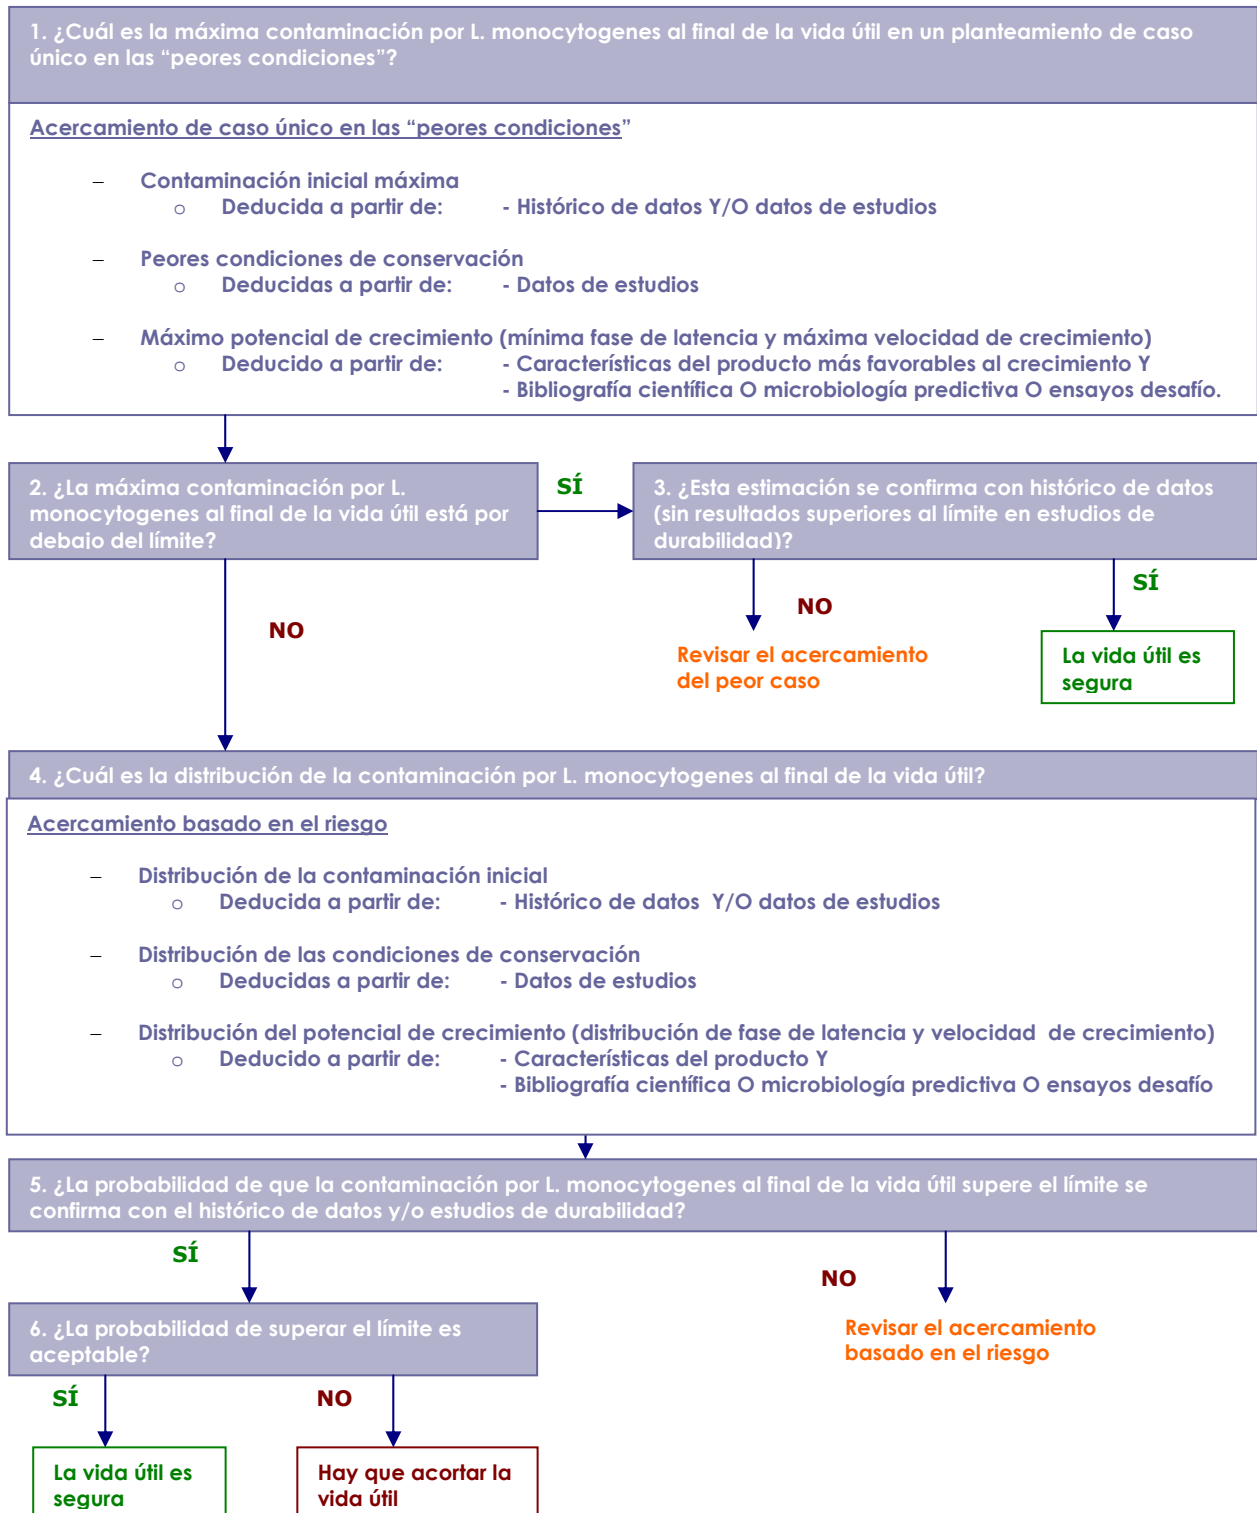 1. ¿Cuál es la máxima contaminación por L. monocytogenes al final de la vida útil en un planteamiento de caso
único en las “peores condiciones”?
Acercamiento de caso único en las “peores condiciones”
– Contaminación inicial máxima
o Deducida a partir de: - Histórico de datos Y/O datos de estudios
– Peores condiciones de conservación
o Deducidas a partir de: - Datos de estudios
– Máximo potencial de crecimiento (mínima fase de latencia y máxima velocidad de crecimiento)
o Deducido a partir de: - Características del producto más favorables al crecimiento Y
- Bibliografía científica O microbiología predictiva O ensayos desafío.
2. ¿La máxima contaminación por L.
monocytogenes al final de la vida útil está por
debajo del límite?
SÍ
3. ¿Esta estimación se confirma con histórico de datos
(sin resultados superiores al límite en estudios de
durabilidad)?
NO
NO
SÍ
Revisar el acercamiento
del peor caso
La vida útil es
segura
4. ¿Cuál es la distribución de la contaminación por L. monocytogenes al final de la vida útil?
Acercamiento basado en el riesgo
– Distribución de la contaminación inicial
o Deducida a partir de: - Histórico de datos Y/O datos de estudios
– Distribución de las condiciones de conservación
o Deducidas a partir de: - Datos de estudios
– Distribución del potencial de crecimiento (distribución de fase de latencia y velocidad de crecimiento)
o Deducido a partir de: - Características del producto Y
- Bibliografía científica O microbiología predictiva O ensayos desafío
5. ¿La probabilidad de que la contaminación por L. monocytogenes al final de la vida útil supere el límite se
confirma con el histórico de datos y/o estudios de durabilidad?
SÍ
NO
6. ¿La probabilidad de superar el límite es
aceptable?
Revisar el acercamiento
basado en el riesgo
SÍ
NO
La vida útil es
segura
Hay que acortar la
vida útil